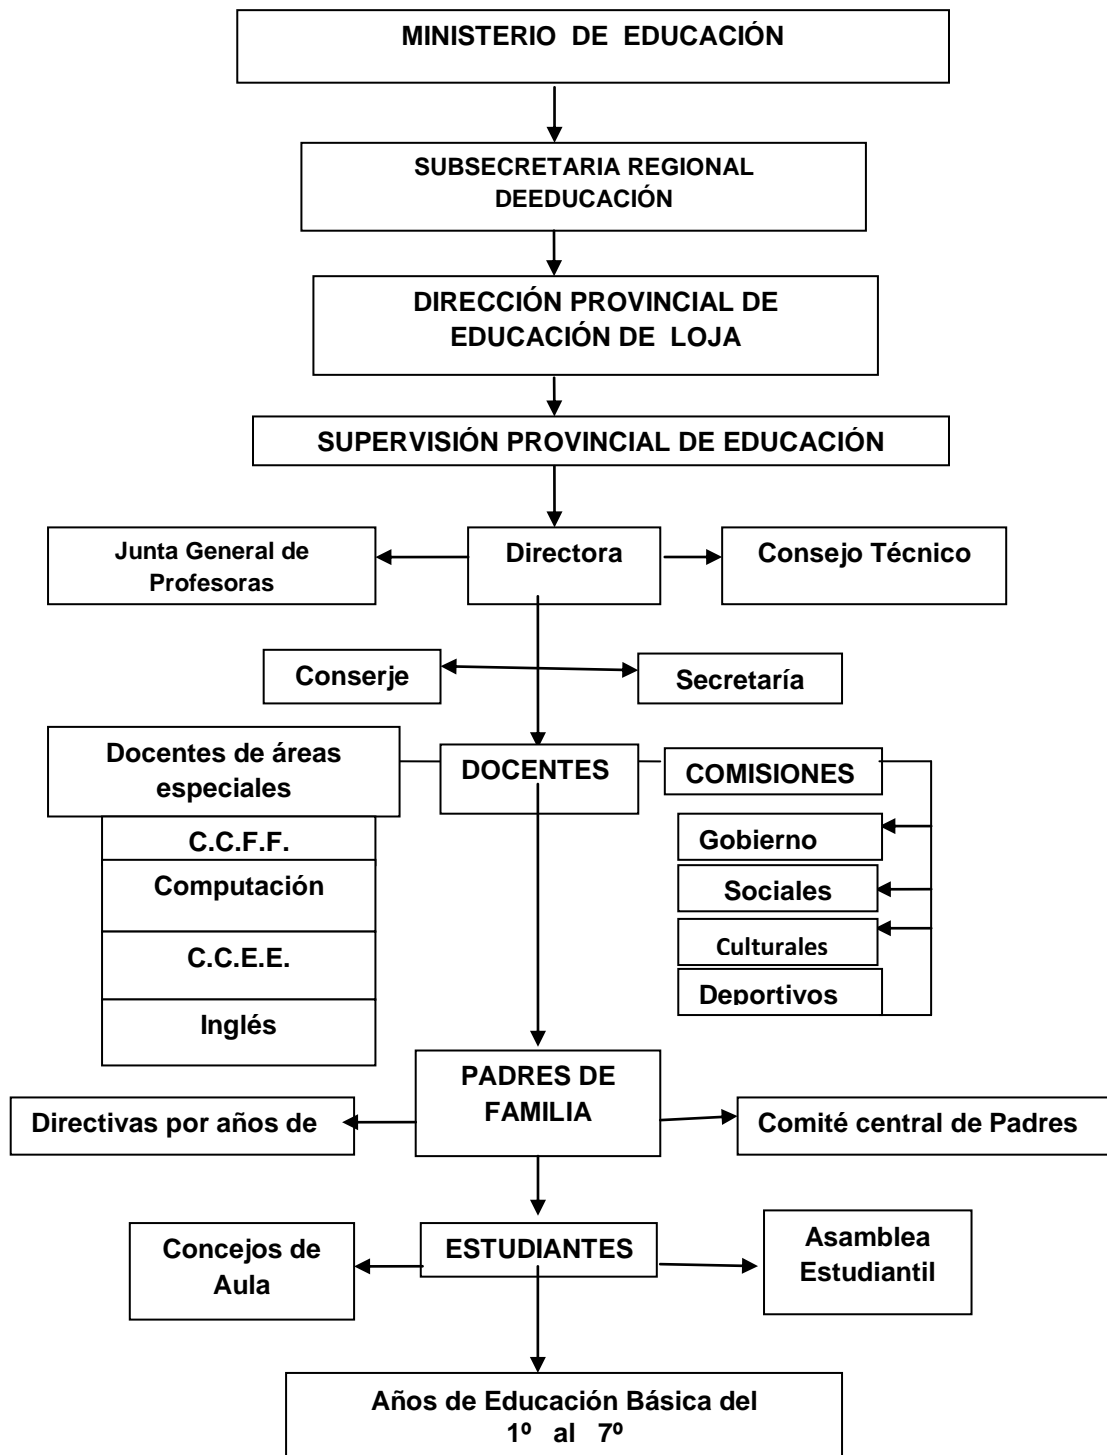 MINISTERIO DE EDUCACIÓN
SUBSECRETARIA REGIONAL
DEEDUCACIÓN
DIRECCIÓN PROVINCIAL DE
EDUCACIÓN DE LOJA
SUPERVISIÓN PROVINCIAL DE EDUCACIÓN
Junta General de
Profesoras
Directora
Consejo Técnico
Conserje
Secretaría
Docentes de áreas
especiales
DOCENTES
COMISIONES
C.C.F.F.
Computación
C.C.E.E.
Inglés
Gobierno
Sociales
Culturales
Deportivos
PADRES DE
FAMILIA
Directivas por años de
Comité central de Padres
Concejos de
Aula
ESTUDIANTES
Asamblea
Estudiantil
Años de Educación Básica del
1º al 7º